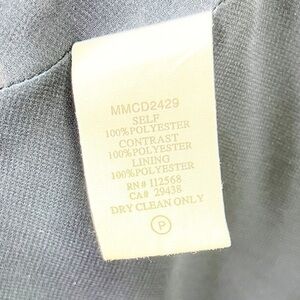 MMCD2429
SELF
100%POLYESTER
CONTRAST
100%POLYESTER
LINING
100%POLYESTER
RN# 112568
CA# 29438
DRY CLEAN ONLY
P